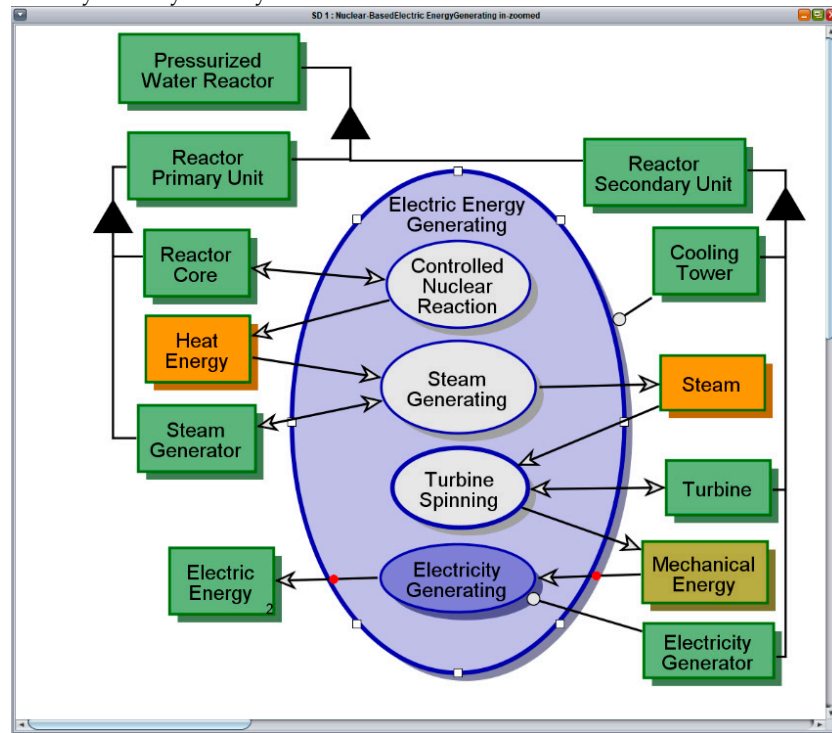 SD 1 : Nuclear-BasedElectric EnergyGenerating in-zoomed
Pressurized
Water Reactor
Reactor
Primary Unit
Reactor
Secondary Unit
Electric Energy
Generating
Reactor
Core
Controlled
Nuclear
Reaction
Cooling
Tower
Heat
Energy
Steam
Generating
Steam
Steam
Generator
Turbine
Spinning
Turbine
Electric
Energy
2
Electricity
Generating
Mechanical
Energy
Electricity
Generator